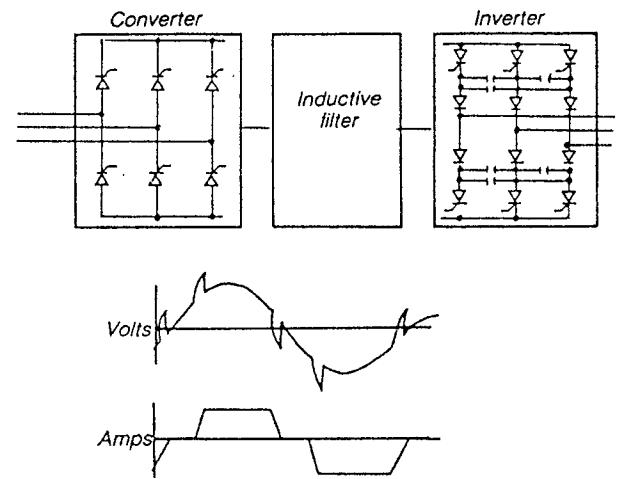 Converter
Inverter
Inductive
filter
Volts
Amps